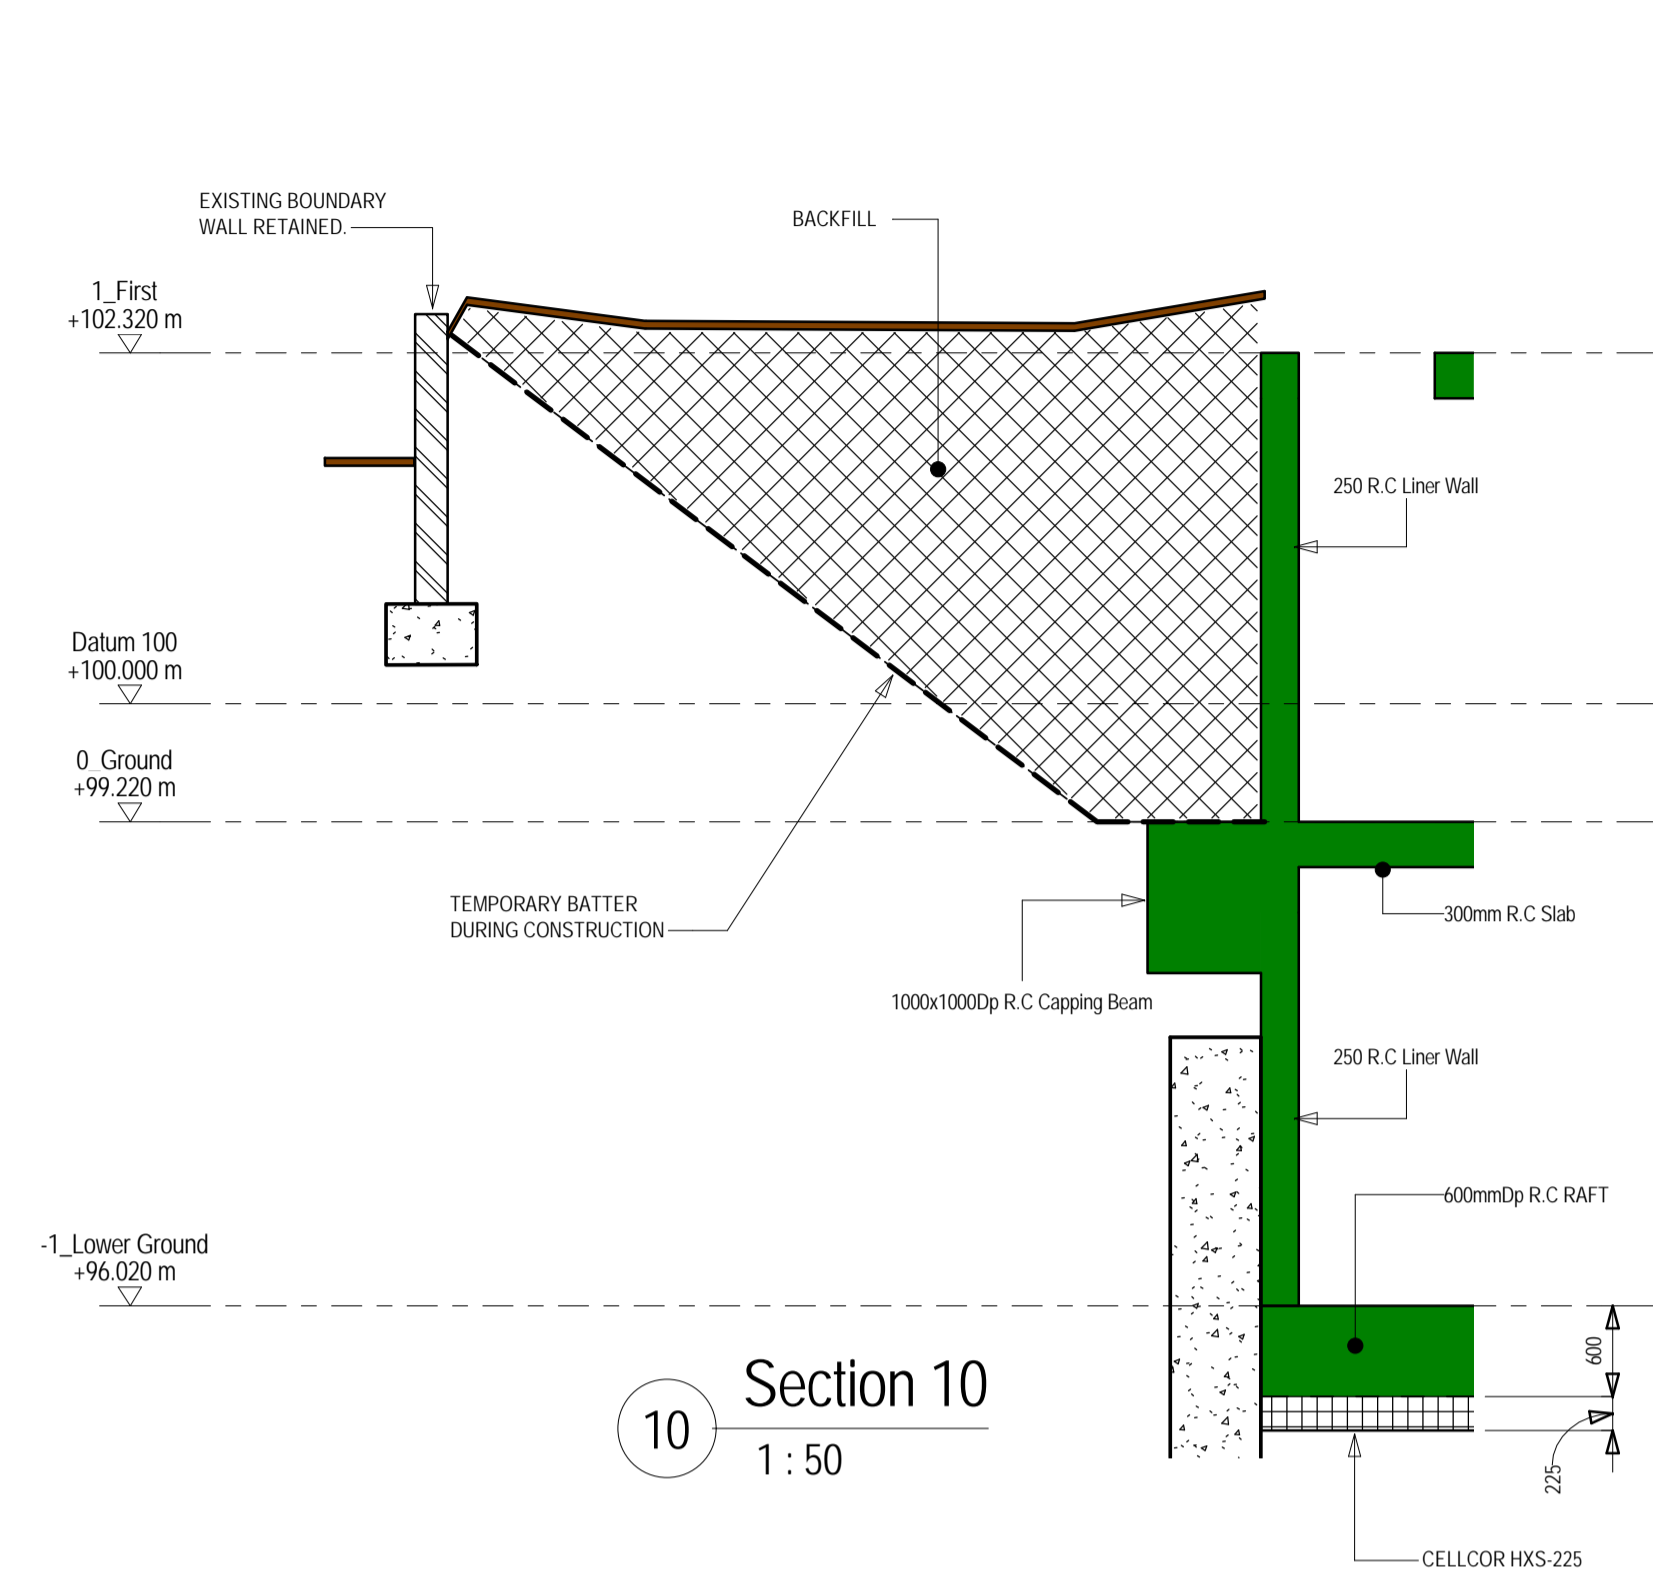 EXISTING BOUNDARY
WALL RETAINED.
BACKFILL
1_First
+102.320 m
250 R.C Liner Wall
Datum 100
+100.000 m
0_Ground
+99.220 m
TEMPORARY BATTER
DURING CONSTRUCTION
300mm R.C Slab
1000x1000Dp R.C Capping Beam
250 R.C Liner Wall
600mmDp R.C RAFT
-1_Lower Ground
+96.020 m
600
10
Section 10
1 : 50
225
CELLCOR HXS-225